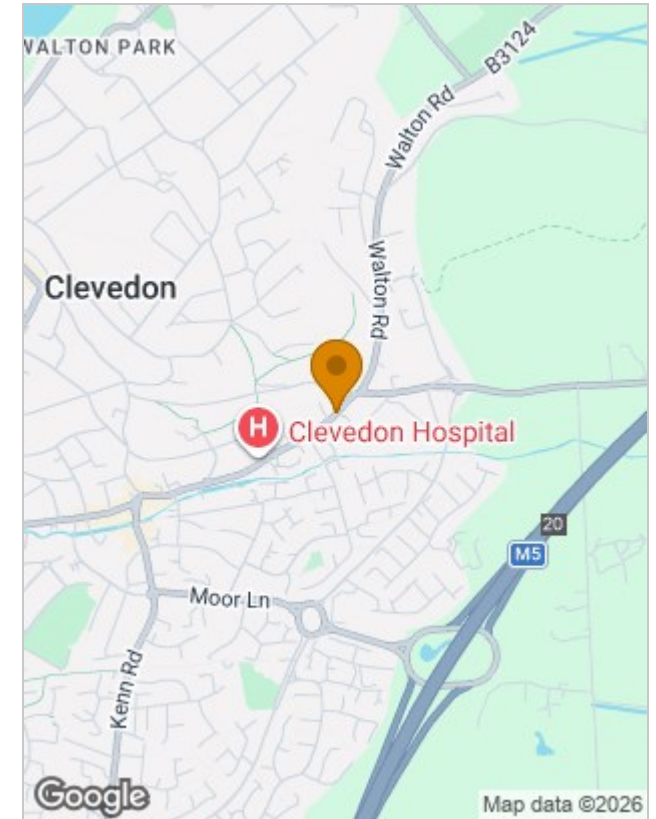 WALTON PARK
B3124
Walton Rd
Walton Rd
Clevedon
H Clevedon Hospital
20
M5
Moor Ln
Kenn Rd
Google
Map data ©2026